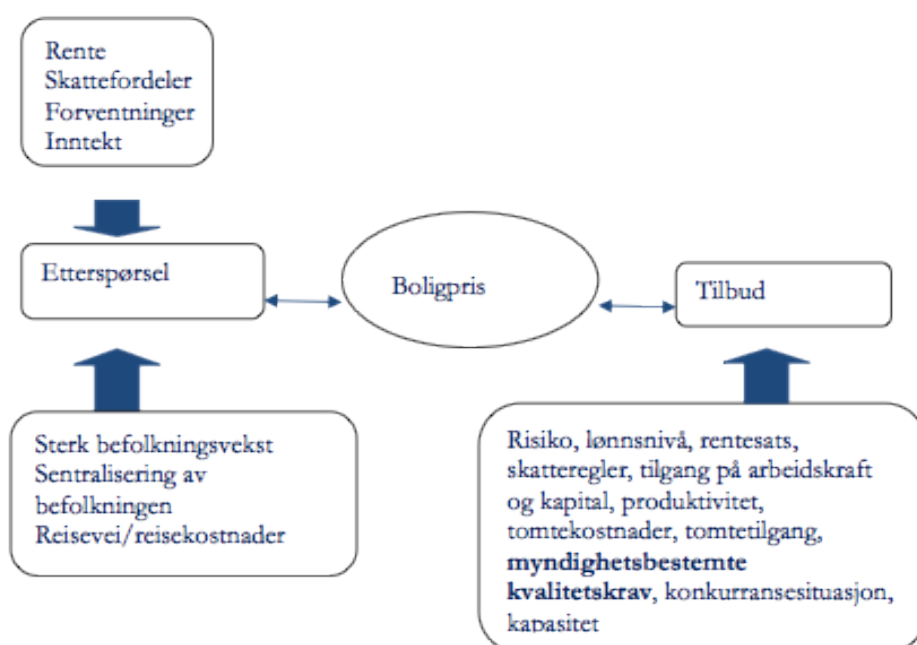 Rente
Skattefordeler
Forventninger
Inntekt
Etterspørsel
Boligpris
Tilbud
Sterk befolkningsvekst
Sentralisering av
befolkningen
Reisevei/reisekostnader
Risiko, lønnsnivå, rentesats,
skatteregler, tilgang på arbeidskraft
og kapital, produktivitet,
tomtekostnader, tomtetilgang,
myndighetsbestemte
kvalitetskrav, konkurransesituasjon,
kapasitet